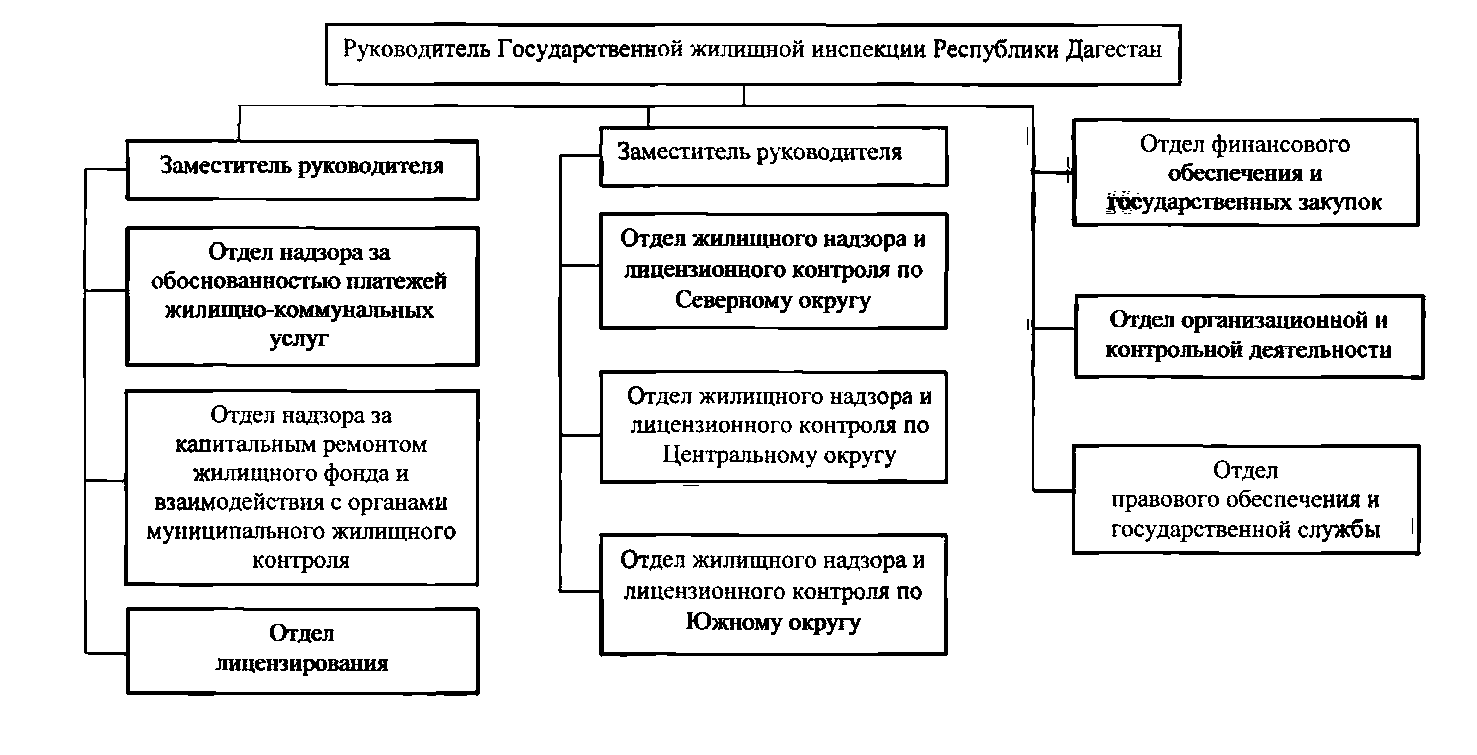 Руководитель Государственной жилищной инспекции Республики Дагестан
Заместитель руководителя
Отдел надзора за
обоснованностью платежей
жилищно-коммунальных
услуг
Отдел надзора за
капитальным ремонтом
жилищного фонда и
взаимодействия с органами
муниципального жилищного
контроля
Отдел
лицензирования
Заместитель руководителя
Отдел жилищного надзора и
лицензионного контроля по
Северному округу
Отдел жилищного надзора и
лицензионного контроля по
Центральному округу
Отдел жилищного надзора и
лицензионного контроля по
Южному округу
Отдел финансового
обеспечения и
государственных закупок
Отдел организационной и
контрольной деятельности
Отдел
правового обеспечения и
государственной службы